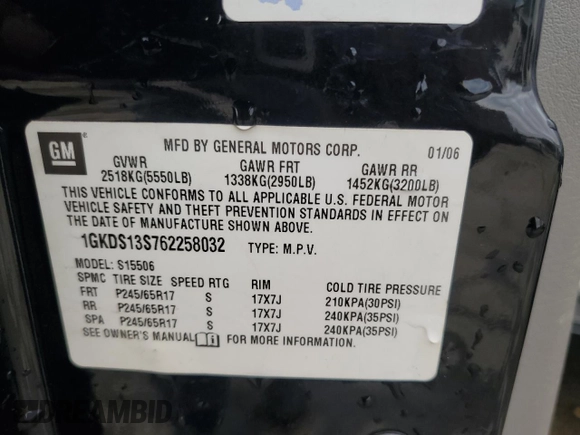 GM
MFD BY GENERAL MOTORS CORP. 01/06
GVWR GAWR FRT GAWR RR
2518KG(5550LB) 1338KG(2950LB) 1452KG(3200LB)
THIS VEHICLE CONFORMS TO ALL APPLICABLE U.S. FEDERAL MOTOR
VEHICLE SAFETY AND THEFT PREVENTION STANDARDS IN EFFECT ON
THE DATE OF MANUFACTURE SHOWN ABOVE.
1GKDS13S762258032 TYPE: M.P.V.
MODEL: S15506
SPMC TIRE SIZE SPEED RTG RIM COLD TIRE PRESSURE
FRT P245/65R17 S 17X7J 210KPA(30PSI)
RR P245/65R17 S 17X7J 240KPA(35PSI)
SPA P245/65R17 S 17X7J 240KPA(35PSI)
SEE OWNER'S MANUAL FOR MORE INFORMATION.
DREAMBID